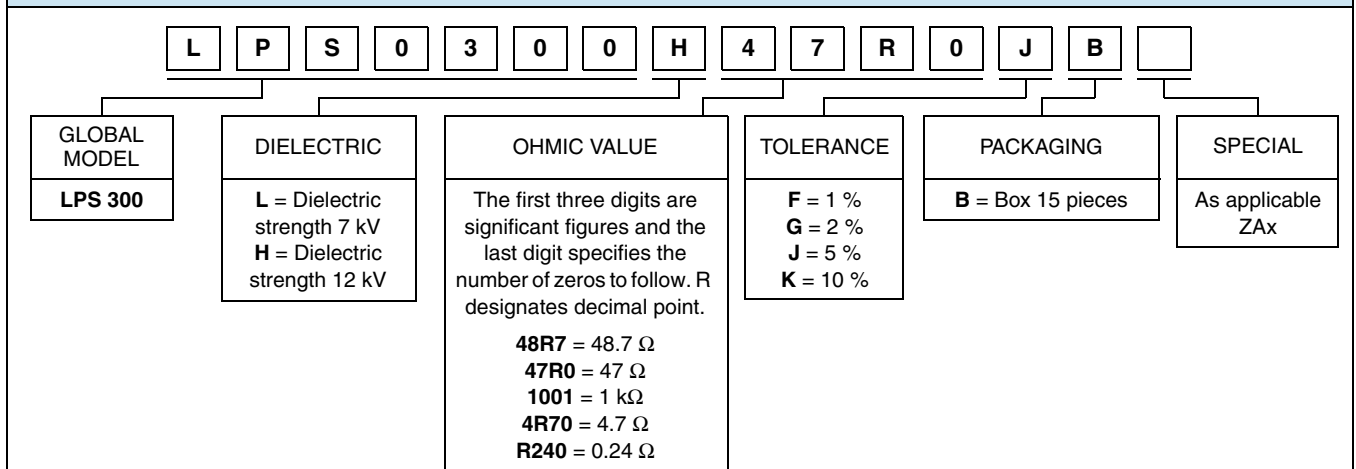 L P S 0 3 0 0 H 4 7 R 0 J B
GLOBAL
MODEL
LPS 300
DIELECTRIC
L = Dielectric
strength 7 kV
H = Dielectric
strength 12 kV
OHMIC VALUE
The first three digits are
significant figures and the
last digit specifies the
number of zeros to follow. R
designates decimal point.
48R7 = 48.7 Ω
47R0 = 47 Ω
1001 = 1 kΩ
4R70 = 4.7 Ω
R240 = 0.24 Ω
TOLERANCE
F = 1 %
G = 2 %
J = 5 %
K = 10 %
PACKAGING
B = Box 15 pieces
SPECIAL
As applicable
ZAx